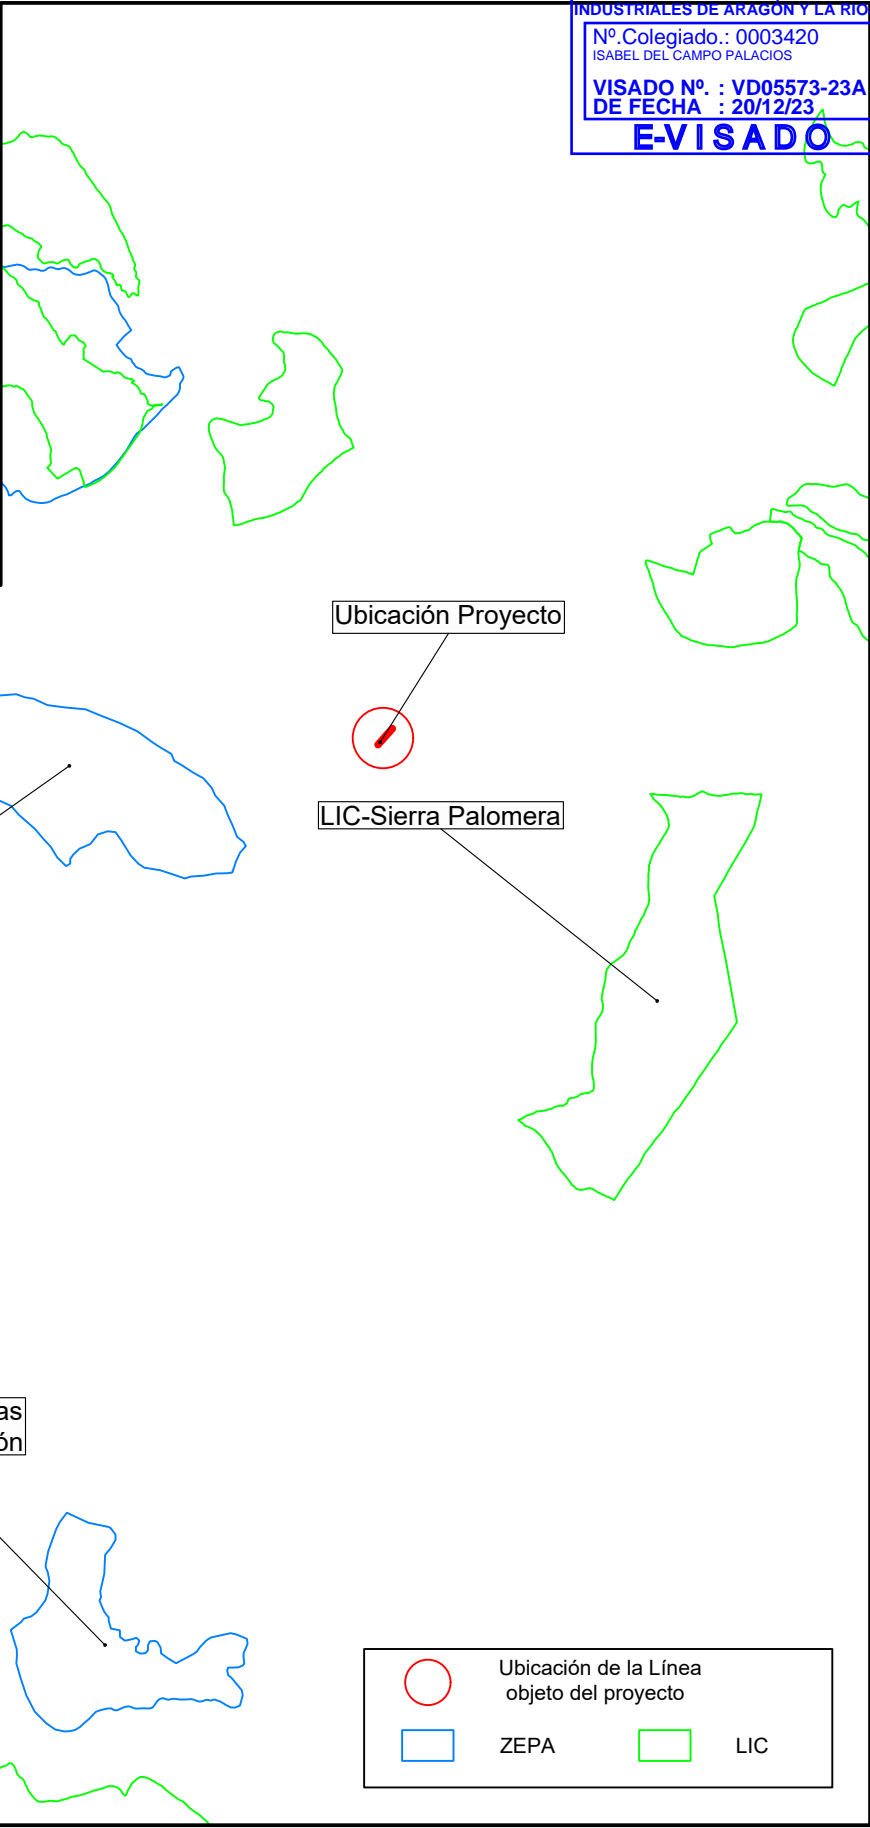 INDUSTRIALES DE ARAGÓN Y LA RIO
Nº.Colegiado.: 0003420
ISABEL DEL CAMPO PALACIOS
VISADO Nº. : VD05573-23A
DE FECHA : 20/12/23
E-VISADO
Ubicación Proyecto
LIC-Sierra Palomera
as
ón
Ubicación de la Línea
objeto del proyecto
ZEPA LIC